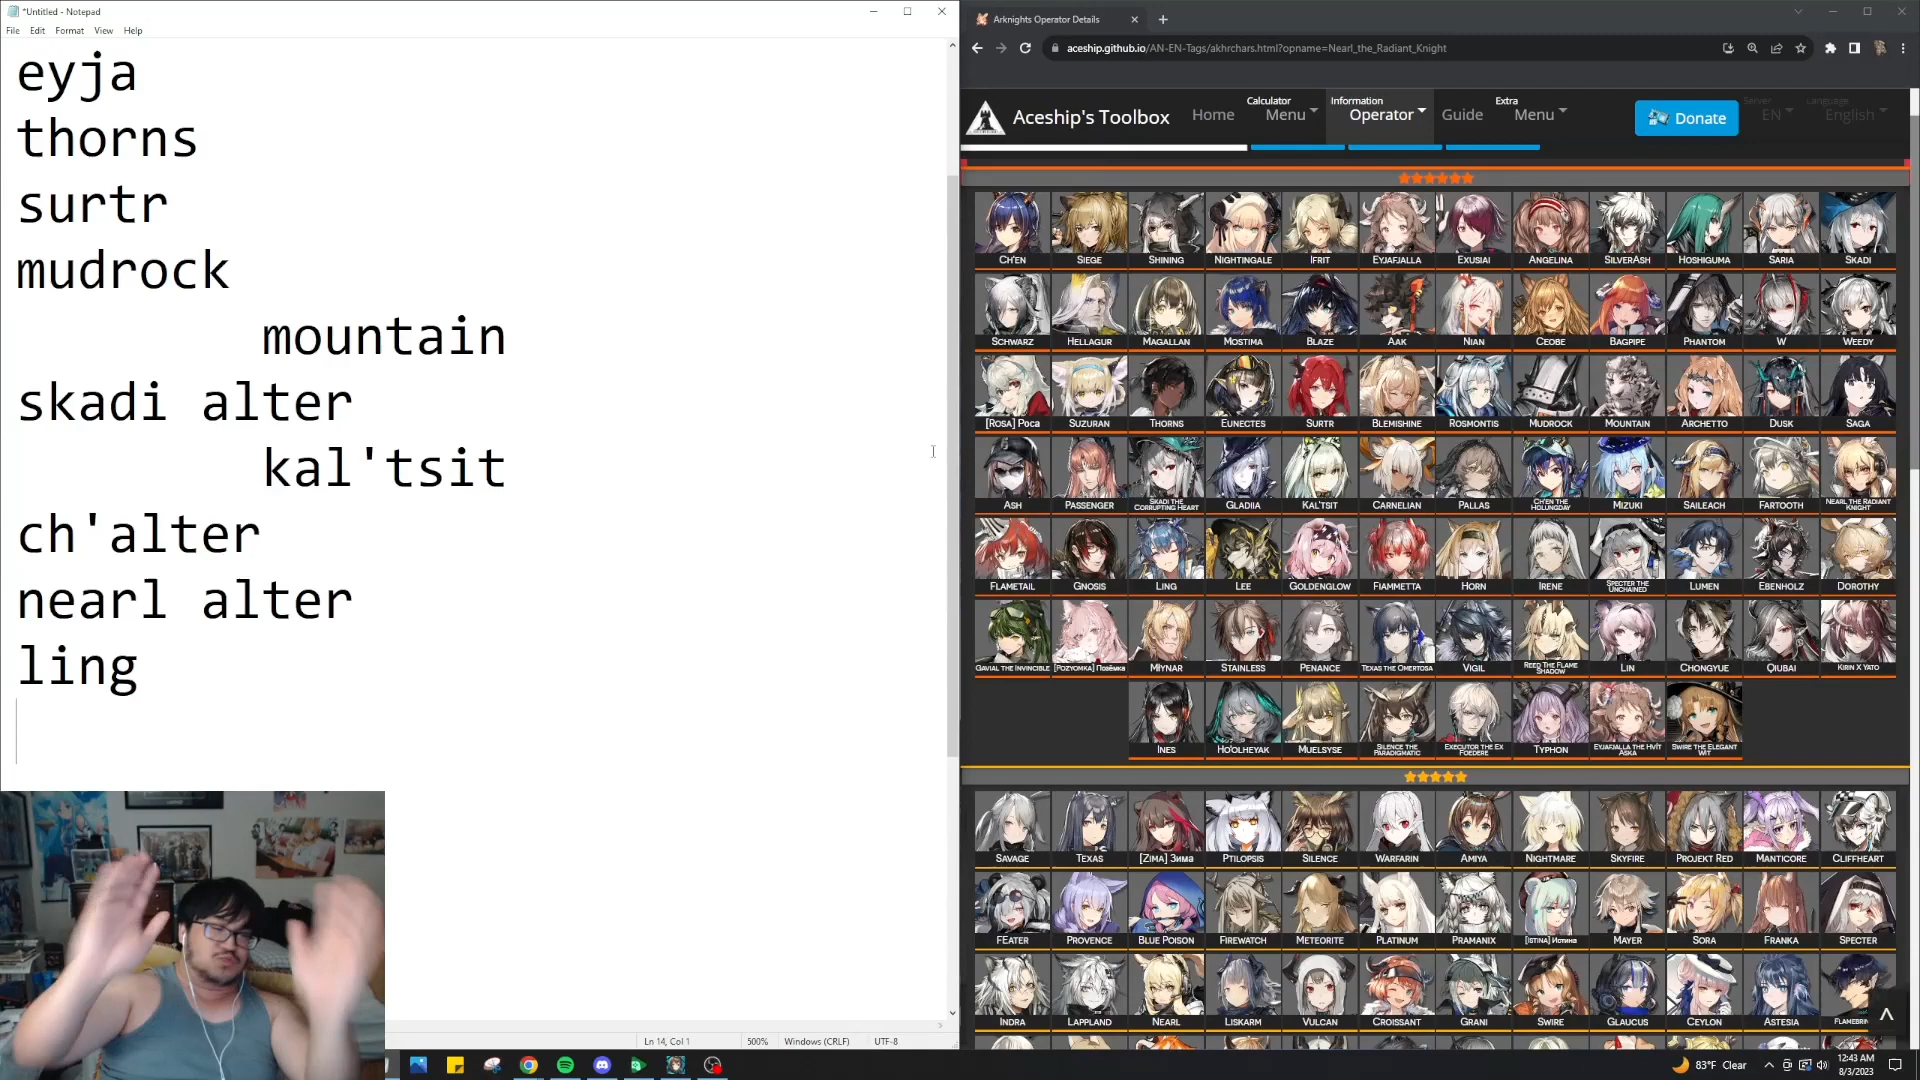 *Untitled - Notepad
File Edit Format View Help
eyja
thorns
surtr
mudrock
mountain
skadi alter
kal'tsit
ch'alter
nearl alter
ling
Ln 14, Col 1 500% Windows (CRLF) UTF-8
Arknights Operator Details
aceship.github.io/AN-EN-Tags/akhrchars.html?opname=Nearl_the_Radiant_Knight
Aceship's Toolbox
Home
Calculator
Menu
Information
Operator
Guide
Extra
Menu
Donate
Server
EN
Language
English
CH'EN SIEGE SHINING NIGHTINGALE IFRIT EYJAFJALLA EXUSIAI ANGELINA SILVERASH HOSHIGUMA SARIA SKADI
SCHWARZ HELLAGUR MAGALLAN MOSTIMA BLAZE AAK NIAN CEOBE BAGPIPE PHANTOM W WEEDY
[ROSA] Роса SUZURAN THORNS EUNECTES SURTR BLEMISHINE ROSMONTIS MUDROCK MOUNTAIN ARCHETTO DUSK SAGA
ASH PASSENGER SKADI THE CORRUPTING HEART GLADIIA KAL'TSIT CARNELIAN PALLAS CH'EN THE HOLUNGDAY MIZUKI SAILEACH FARTOOTH NEARL THE RADIANT KNIGHT
FLAMETAIL GNOSIS LING LEE GOLDENGLOW FIAMMETTA HORN IRENE SPECTER THE UNCHAINED LUMEN EBENHOLZ DOROTHY
GAVIAL THE INVINCIBLE [POZYOMKA] Позёмка MŁYNAR STAINLESS PENANCE TEXAS THE OMERTOSA VIGIL REED THE FLAME SHADOW LIN CHONGYUE QIUBAI KIRIN X YATO
INES HO'OLHEYAK MUELSYSE SILENCE THE PARADIGMATIC EXECUTOR THE EX FOEDERE TYPHON EYJAFJALLA THE HVÍT ASKA SWIRE THE ELEGANT WIT
SAVAGE TEXAS [ZIMA] Зима PTILOPSIS SILENCE WARFARIN AMIYA NIGHTMARE SKYFIRE PROJEKT RED MANTICORE CLIFFHEART
FEATER PROVENCE BLUE POISON FIREWATCH METEORITE PLATINUM PRAMANIX [ISTINA] Истина MAYER SORA FRANKA SPECTER
INDRA LAPPLAND NEARL LISKARM VULCAN CROISSANT GRANI SWIRE GLAUCUS CEYLON ASTESIA FLAMEBRIN
83°F Clear
12:43 AM
8/3/2023